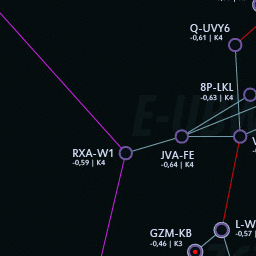 Q-UVY6
-0,61 | K4
8P-LKL
-0,63 | K4
RXA-W1
-0,59 | K4
JVA-FE
-0,64 | K4
GZM-KB
-0,46 | K3
L-W
-0,57 |